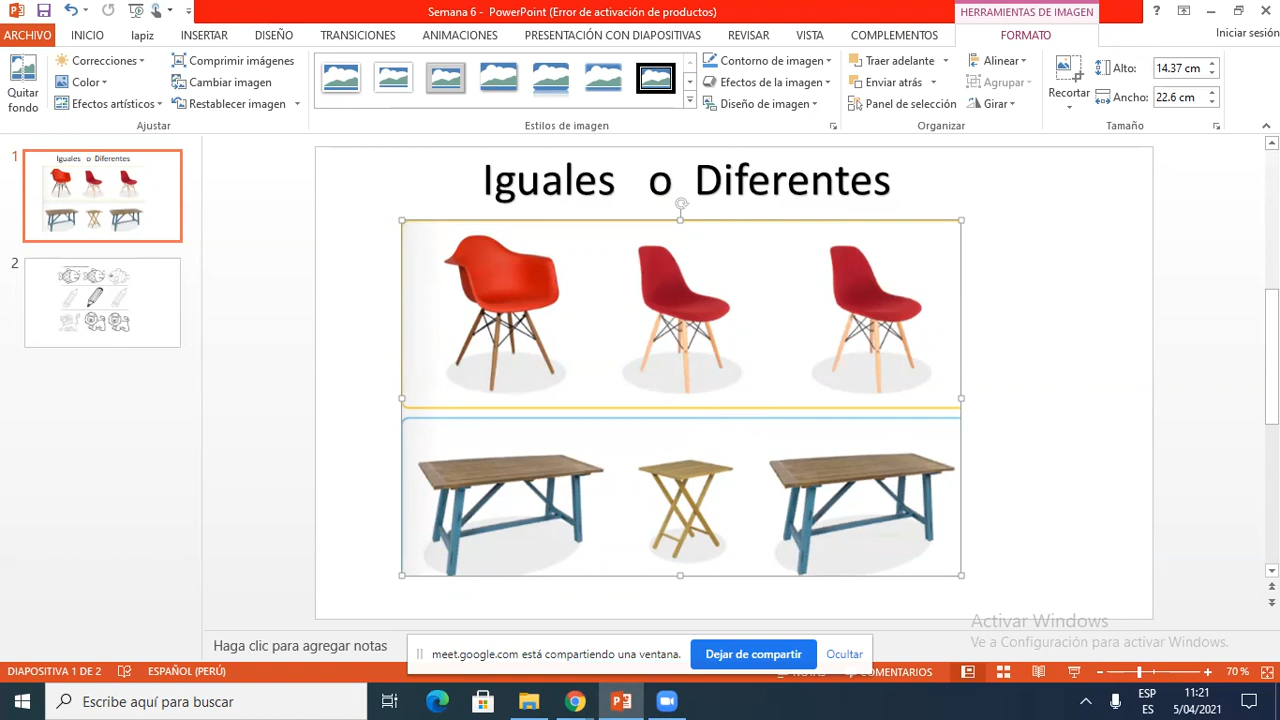 Semana 6 - PowerPoint (Error de activación de productos)
HERRAMIENTAS DE IMAGEN
?
ARCHIVO INICIO lapiz INSERTAR DISEÑO TRANSICIONES ANIMACIONES PRESENTACIÓN CON DIAPOSITIVAS REVISAR VISTA COMPLEMENTOS FORMATO Iniciar sesión
Quitar fondo
Correcciones
Color
Efectos artísticos
Comprimir imágenes
Cambiar imagen
Restablecer imagen
Ajustar
Estilos de imagen
Contorno de imagen
Efectos de la imagen
Diseño de imagen
Traer adelante
Enviar atrás
Panel de selección
Alinear
Agrupar
Girar
Organizar
Recortar
Alto: 14.37 cm
Ancho: 22.6 cm
Tamaño
1
Iguales o Diferentes
2
Iguales o Diferentes
Activar Windows
Ve a Configuración para activar Windows.
Haga clic para agregar notas
meet.google.com está compartiendo una ventana.
Dejar de compartir
Ocultar
DIAPOSITIVA 1 DE 2
ESPAÑOL (PERÚ)
NOTAS
COMENTARIOS
70 %
Escribe aquí para buscar
ESP
ES
11:21
5/04/2021